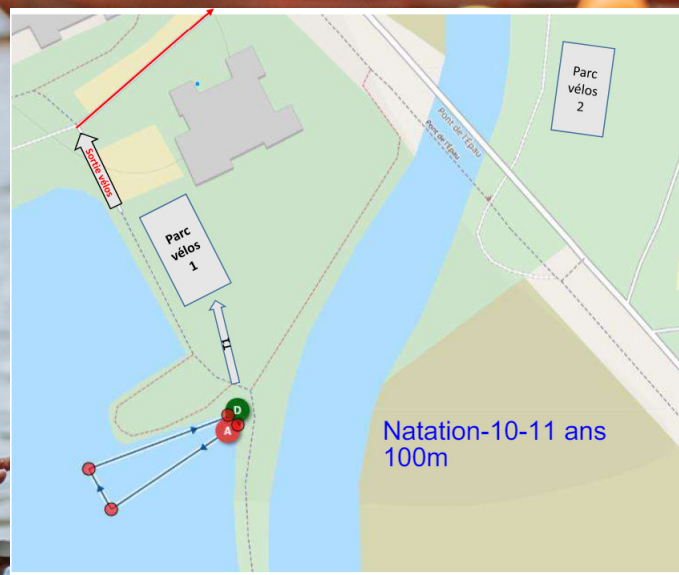 Parc
vélos
2
Pont de l'Épau
Pont de l'Épau
Sortie vélos
Parc
vélos
1
T1
D
A
Natation-10-11 ans
100m